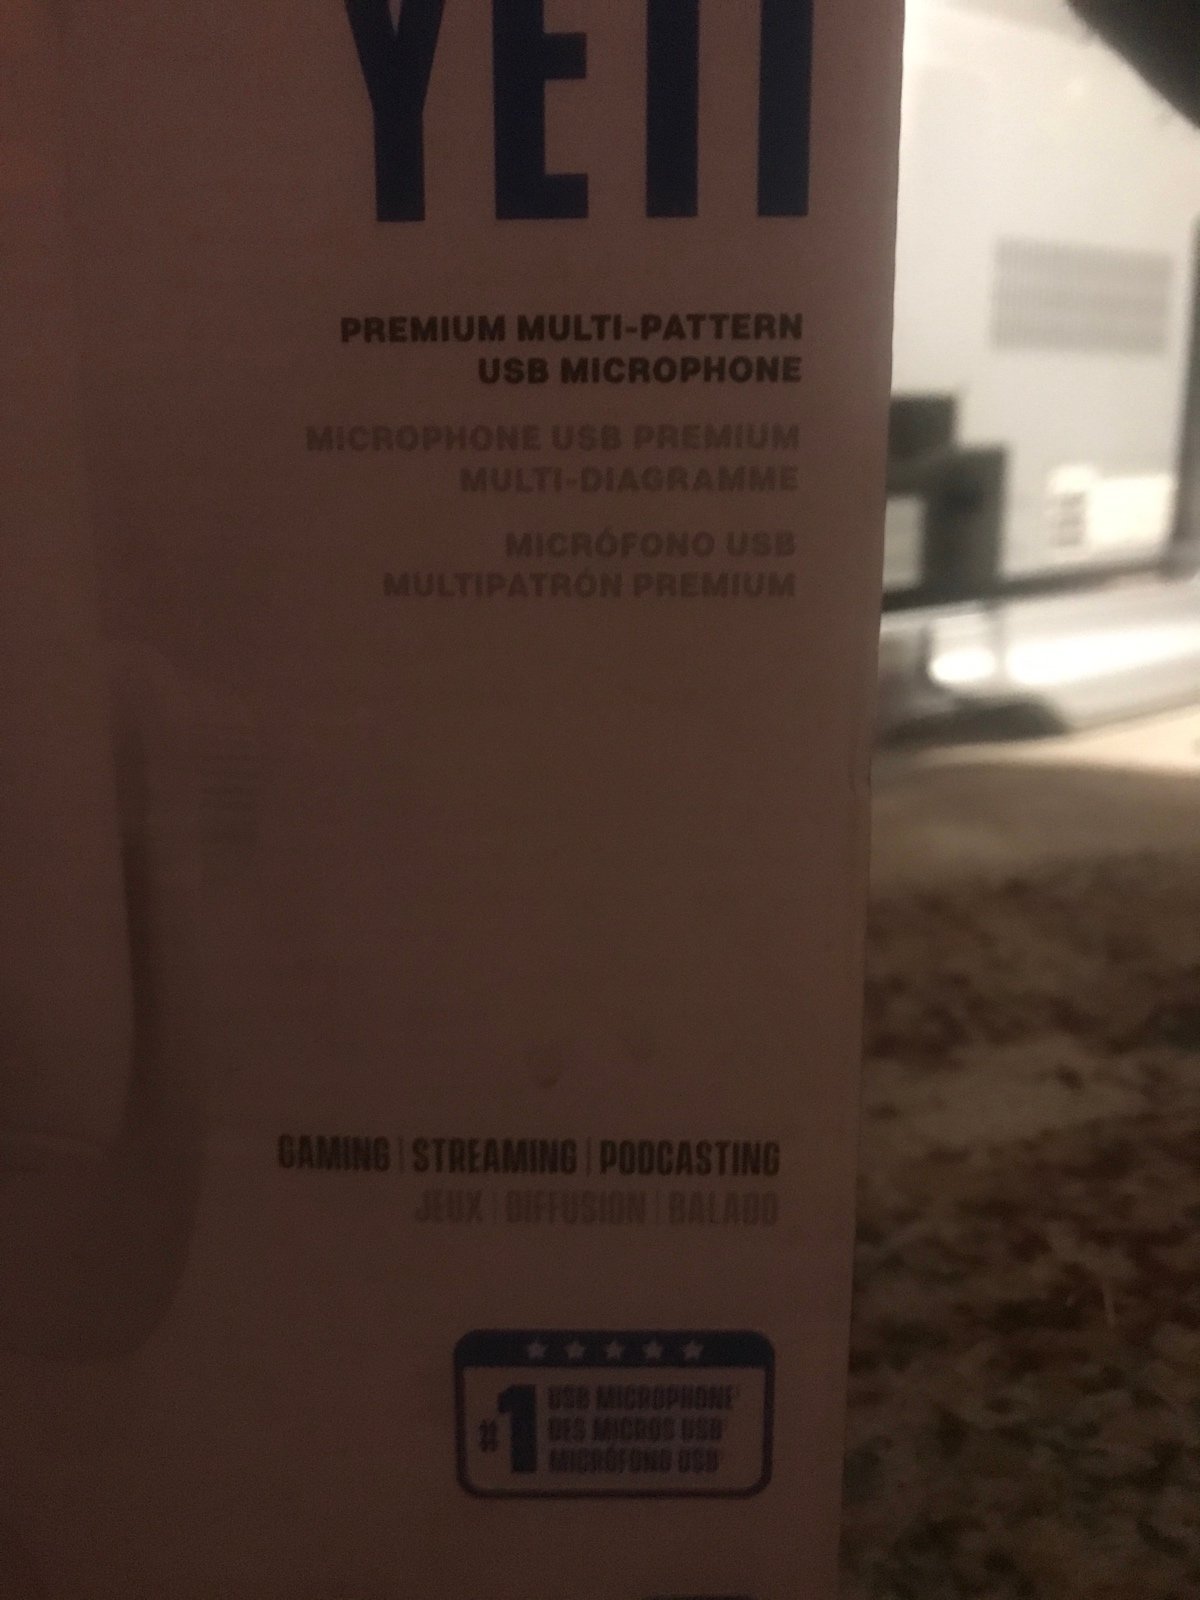 YETI
PREMIUM MULTI-PATTERN
USB MICROPHONE
MICROPHONE USB PREMIUM
MULTI-DIAGRAMME
MICRÓFONO USB
MULTIPATRÓN PREMIUM
GAMING | STREAMING | PODCASTING
JEUX | DIFFUSION | BALADO
#1 USB MICROPHONE
DES MICROS USB
MICRÓFONO USB